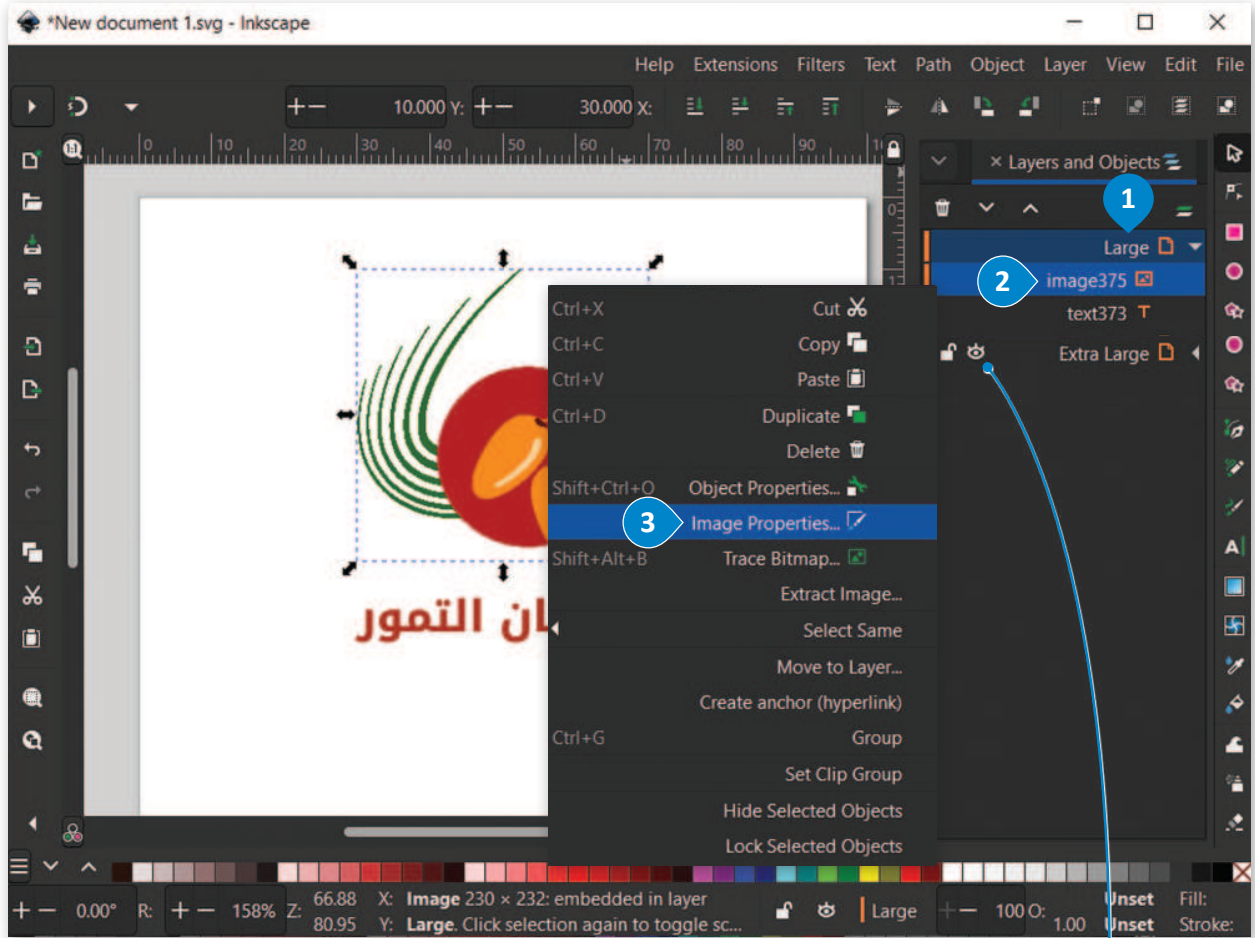 *New document 1.svg - Inkscape
Help Extensions Filters Text Path Object Layer View Edit File
10.000 Y: 30.000 X:
1:1
0 10 20 30 40 50 60 70 80 90
× Layers and Objects
1
0
Large
2 image375
text373 T
Extra Large
Ctrl+X Cut
Ctrl+C Copy
Ctrl+V Paste
Ctrl+D Duplicate
Delete
Shift+Ctrl+O Object Properties...
3 Image Properties...
Shift+Alt+B Trace Bitmap...
Extract Image...
Select Same
Move to Layer...
Create anchor (hyperlink)
Ctrl+G Group
Set Clip Group
Hide Selected Objects
Lock Selected Objects
ان التمور
A
0.00° R: 158% Z: 66.88 X: Image 230 × 232: embedded in layer Large 100 O: Unset Fill:
80.95 Y: Large. Click selection again to toggle sc... 1.00 Unset Stroke: